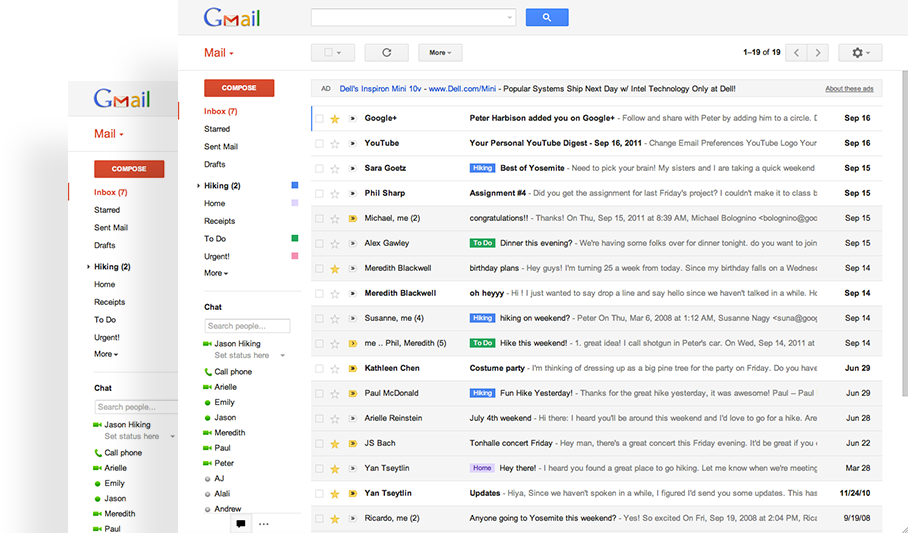 Gmail
Mail
More
1–19 of 19
COMPOSE
Inbox (7)
Starred
Sent Mail
Drafts
Hiking (2)
Home
Receipts
To Do
Urgent!
More
Chat
Search people...
Jason Hiking
Set status here
Call phone
Arielle
Emily
Jason
Meredith
Paul
Peter
AJ
Alali
Andrew
AD Dell's Inspiron Mini 10v - www.Dell.com/Mini - Popular Systems Ship Next Day w/ Intel Technology Only at Dell! About these ads
Google+ Peter Harbison added you on Google+ - Follow and share with Peter by adding him to a circle. D Sep 16
YouTube Your Personal YouTube Digest - Sep 16, 2011 - Change Email Preferences YouTube Logo Your Sep 16
Sara Goetz Hiking Best of Yosemite - Need to pick your brain! My sisters and I are taking a quick weekend Sep 15
Phil Sharp Assignment #4 - Did you get the assignment for last Friday's project? I couldn't make it to class b Sep 15
Michael, me (2) congratulations!! - Thanks! On Thu, Sep 15, 2011 at 8:39 AM, Michael Bolognino <bolognino@goo Sep 15
Alex Gawley To Do Dinner this evening? - We're having some folks over for dinner tonight. do you want to join Sep 15
Meredith Blackwell birthday plans - Hey guys! I'm turning 25 a week from today. Since my birthday falls on a Wednes Sep 14
Meredith Blackwell oh heyyy - Hi ! I just wanted to say drop a line and say hello since we haven't talked in a while. Ho Sep 14
Susanne, me (4) Hiking hiking on weekend? - Peter On Thu, Mar 6, 2008 at 1:12 AM, Susanne Nagy <suna@goog Sep 14
me .. Phil, Meredith (5) To Do Hike this weekend! - 1. great idea! I call shotgun in Peter's car. On Wed, Sep 14, 2011 at Sep 14
Kathleen Chen Costume party - I'm thinking of dressing up as a big pine tree for the party on Friday. Do you have Jun 29
Paul McDonald Hiking Fun Hike Yesterday! - Thanks for the great hike yesterday, it was awesome! Paul – Paul Jun 29
Arielle Reinstein July 4th weekend - Hi there: I heard you'll be around this weekend and I'd love to go for a hike. Are Jun 28
JS Bach Tonhalle concert Friday - Hey man, there's a great concert this Friday evening. It'd be great if you c Jun 22
Yan Tseytlin Home Hey there! - I heard you found a great place to go hiking. Let me know when we're meeting Mar 28
Yan Tseytlin Updates - Hiya, Since we haven't spoken in a while, I figured I'd send you some updates. This has 11/24/10
Ricardo, me (2) Anyone going to Yosemite this weekend? - Yes! So excited On Fri, Sep 19, 2008 at 2:04 PM, Ricardo 9/19/08
Gmail
Mail
COMPOSE
Inbox (7)
Starred
Sent Mail
Drafts
Hiking (2)
Home
Receipts
To Do
Urgent!
More
Chat
Search people...
Jason Hiking
Set status here
Call phone
Arielle
Emily
Jason
Meredith
Paul